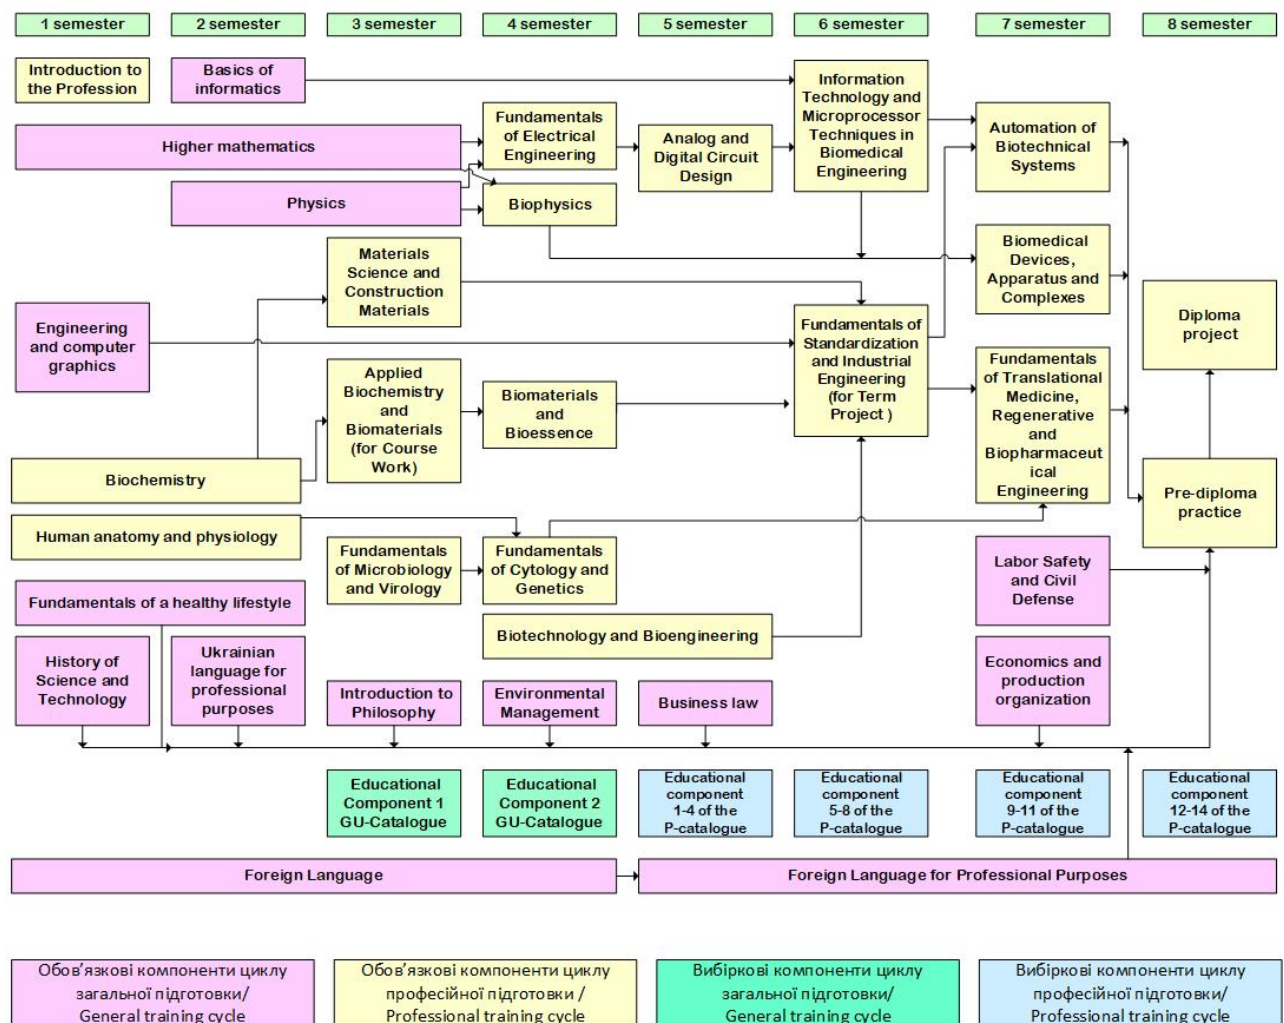 1 semester
2 semester
3 semester
4 semester
5 semester
6 semester
7 semester
8 semester
Introduction to
the Profession
Basics of
informatics
Information
Technology and
Microprocessor
Techniques in
Biomedical
Engineering
Fundamentals
of Electrical
Engineering
Analog and
Digital Circuit
Design
Automation of
Biotechnical
Systems
Higher mathematics
Physics
Biophysics
Materials
Science and
Construction
Materials
Biomedical
Devices,
Apparatus and
Complexes
Engineering
and computer
graphics
Fundamentals of
Standardization
and Industrial
Engineering
(for Term
Project )
Diploma
project
Applied
Biochemistry
and
Biomaterials
(for Course
Work)
Biomaterials
and
Bioessence
Fundamentals
of Translational
Medicine,
Regenerative
and
Biopharmaceut
ical
Engineering
Biochemistry
Pre-diploma
practice
Human anatomy and physiology
Fundamentals
of Microbiology
and Virology
Fundamentals
of Cytology and
Genetics
Labor Safety
and Civil
Defense
Fundamentals of a healthy lifestyle
Biotechnology and Bioengineering
History of
Science and
Technology
Ukrainian
language for
professional
purposes
Introduction to
Philosophy
Environmental
Management
Business law
Economics and
production
organization
Educational
Component 1
GU-Catalogue
Educational
Component 2
GU-Catalogue
Educational
component
1-4 of the
P-catalogue
Educational
component
5-8 of the
P-catalogue
Educational
component
9-11 of the
P-catalogue
Educational
component
12-14 of the
P-catalogue
Foreign Language
Foreign Language for Professional Purposes
Обов’язкові компоненти циклу
загальної підготовки/
General training cycle
Обов’язкові компоненти циклу
професійної підготовки /
Professional training cycle
Вибіркові компоненти циклу
загальної підготовки/
General training cycle
Вибіркові компоненти циклу
професійної підготовки/
Professional training cycle